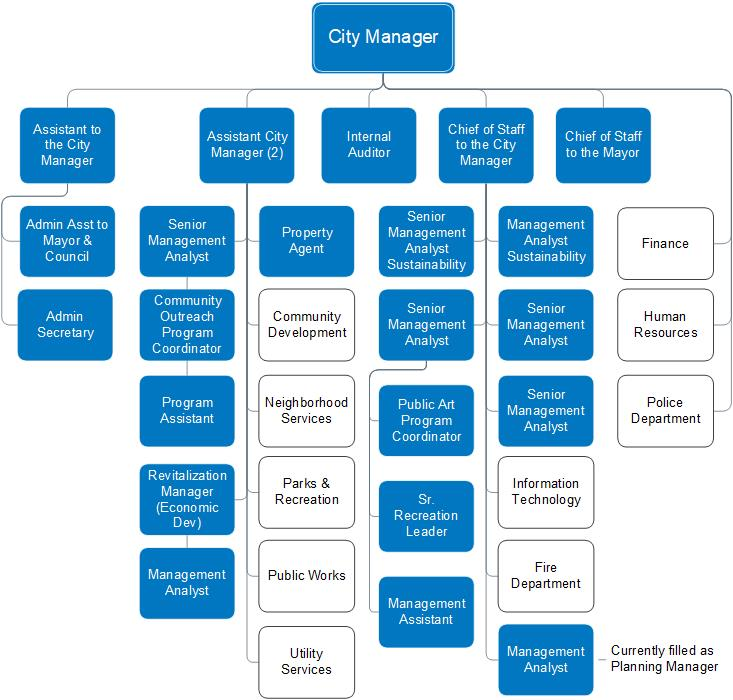 City Manager
Assistant to
the City
Manager
Assistant City
Manager (2)
Internal
Auditor
Chief of Staff
to the City
Manager
Chief of Staff
to the Mayor
Admin Asst to
Mayor &
Council
Senior
Management
Analyst
Property
Agent
Senior
Management
Analyst
Sustainability
Management
Analyst
Sustainability
Finance
Admin
Secretary
Community
Outreach
Program
Coordinator
Community
Development
Senior
Management
Analyst
Senior
Management
Analyst
Human
Resources
Program
Assistant
Neighborhood
Services
Public Art
Program
Coordinator
Senior
Management
Analyst
Police
Department
Revitalization
Manager
(Economic
Dev)
Parks &
Recreation
Sr.
Recreation
Leader
Information
Technology
Management
Analyst
Public Works
Management
Assistant
Fire
Department
Utility
Services
Management
Analyst
Currently filled as
Planning Manager